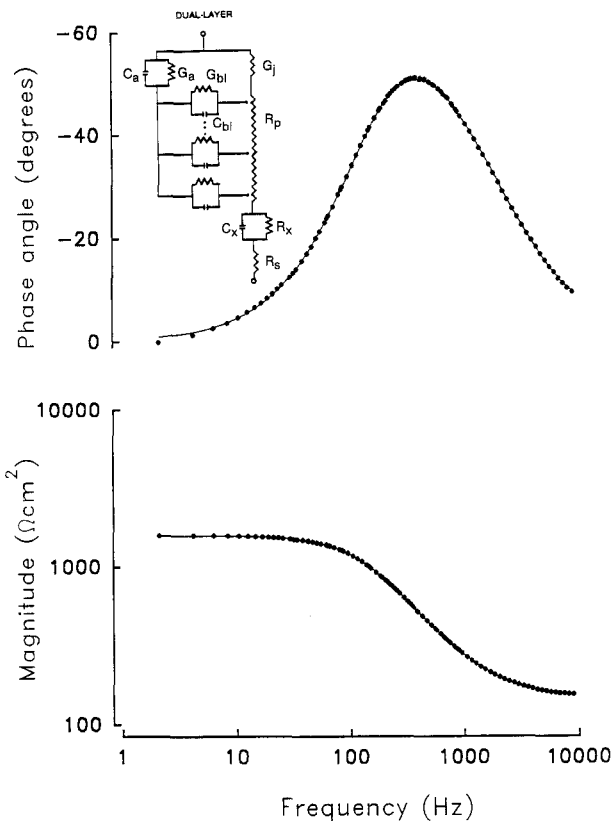 DUAL-LAYER
-60
-40
-20
0
Phase angle (degrees)
Ca
Ga
Gbl
Gj
Cbl
Rp
Cx
Rx
Rs
10000
1000
100
Magnitude (Ωcm²)
1
10
100
1000
10000
Frequency (Hz)